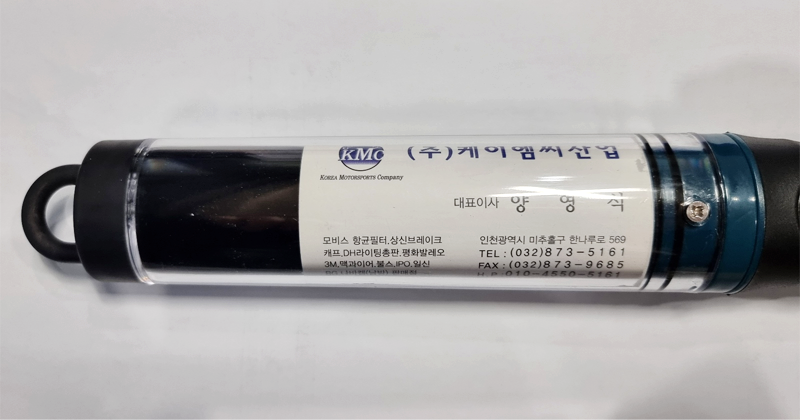 KMC
(주)케이엠씨산업
KOREA MOTORSPORTS Company
대표이사 양 영 식
모비스 항균필터,상신브레이크
캐프,DH라이팅총판,평화발레오
3M,맥과이어,불스,IPO,일신
인천광역시 미추홀구 한나루로 569
TEL : (032)873-5161
FAX : (032)873-9685
H.P 010-4550-5161